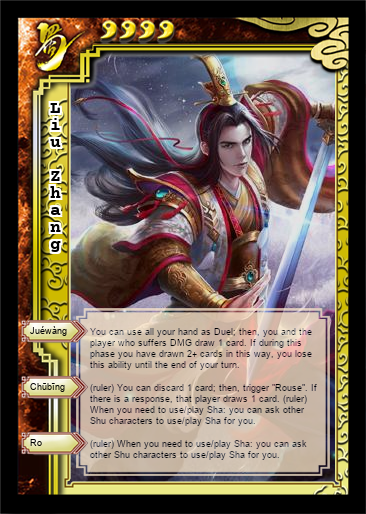 蜀
Liu Zhang
Juéwàng
You can use all your hand as Duel; then, you and the
player who suffers DMG draw 1 card. If during this
phase you have drawn 2+ cards in this way, you lose
this ability until the end of your turn.
Chūbīng
(ruler) You can discard 1 card; then, trigger "Rouse". If
there is a response, that player draws 1 card. (ruler)
When you need to use/play Sha: you can ask other
Shu characters to use/play Sha for you.
Ro
(ruler) When you need to use/play Sha: you can ask
other Shu characters to use/play Sha for you.